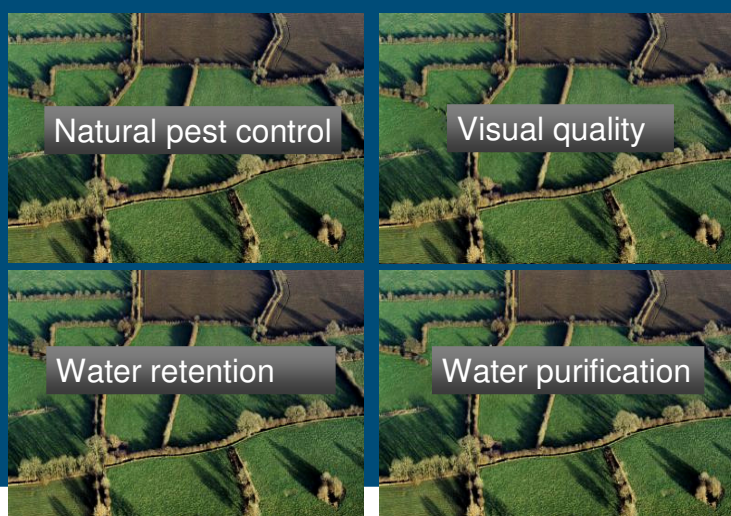 Natural pest control
Visual quality
Water retention
Water purification